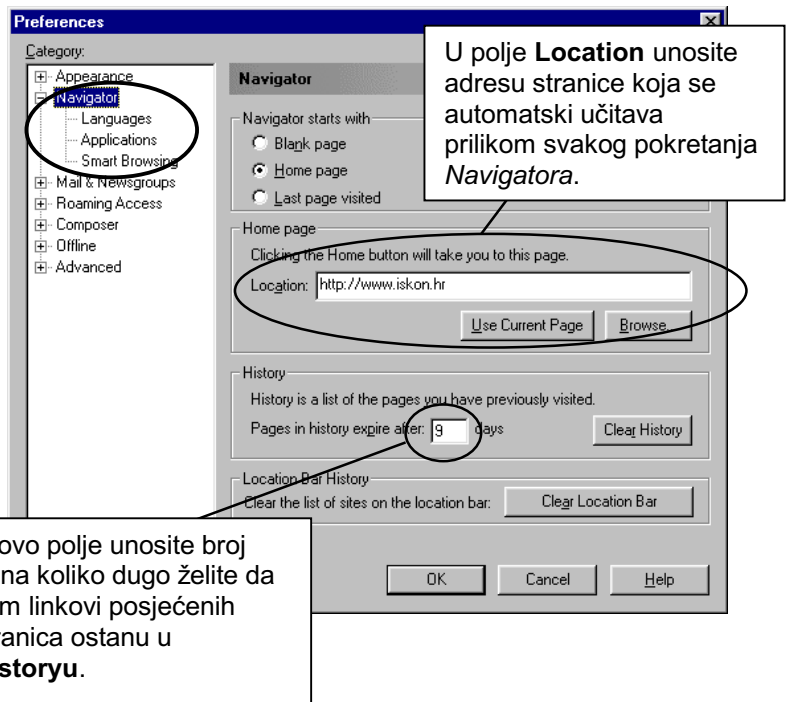 Preferences
Category:
Appearance
Navigator
Languages
Applications
Smart Browsing
Mail & Newsgroups
Roaming Access
Composer
Offline
Advanced
Navigator
Navigator starts with
Blank page
Home page
Last page visited
U polje Location unosite
adresu stranice koja se
automatski učitava
prilikom svakog pokretanja
Navigatora.
Home page
Clicking the Home button will take you to this page.
Location: http://www.iskon.hr
Use Current Page Browse...
History
History is a list of the pages you have previously visited.
Pages in history expire after: 9 days Clear History
Location Bar History
Clear the list of sites on the location bar: Clear Location Bar
ovo polje unosite broj
na koliko dugo želite da
m linkovi posjećenih
ranica ostanu u
storyu.
OK Cancel Help